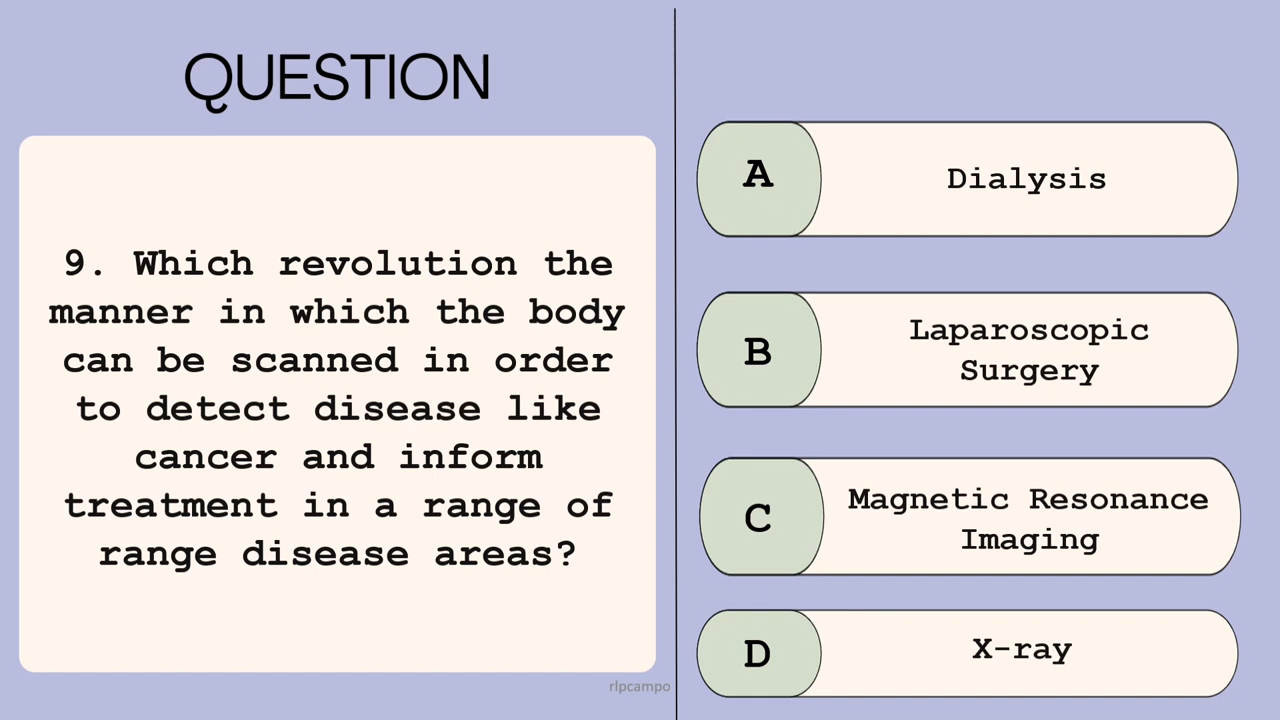 QUESTION
9. Which revolution the
manner in which the body
can be scanned in order
to detect disease like
cancer and inform
treatment in a range of
range disease areas?
A
Dialysis
B
Laparoscopic
Surgery
C
Magnetic Resonance
Imaging
D
X-ray
rlpcampo